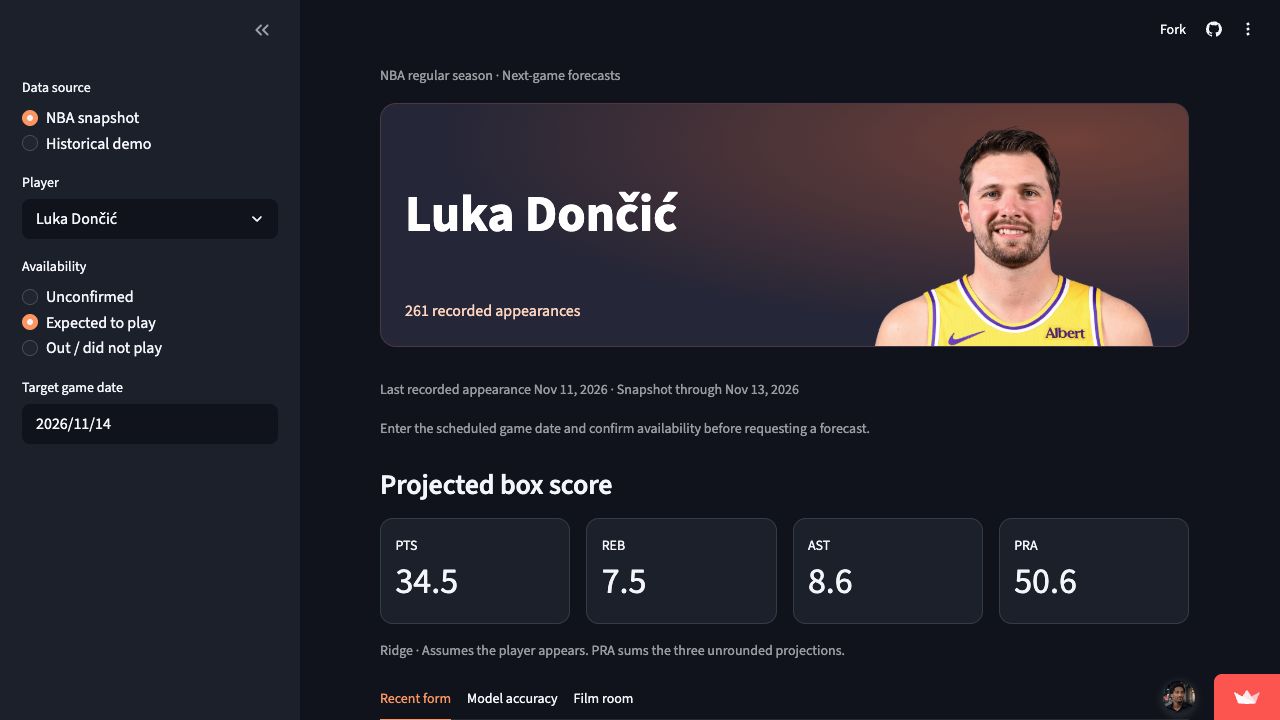 Fork
Data source
NBA snapshot
Historical demo
Player
Luka Dončić
Availability
Unconfirmed
Expected to play
Out / did not play
Target game date
2026/11/14
NBA regular season · Next-game forecasts
Luka Dončić
261 recorded appearances
Albert
Last recorded appearance Nov 11, 2026 · Snapshot through Nov 13, 2026
Enter the scheduled game date and confirm availability before requesting a forecast.
Projected box score
PTS
34.5
REB
7.5
AST
8.6
PRA
50.6
Ridge · Assumes the player appears. PRA sums the three unrounded projections.
Recent form
Model accuracy
Film room